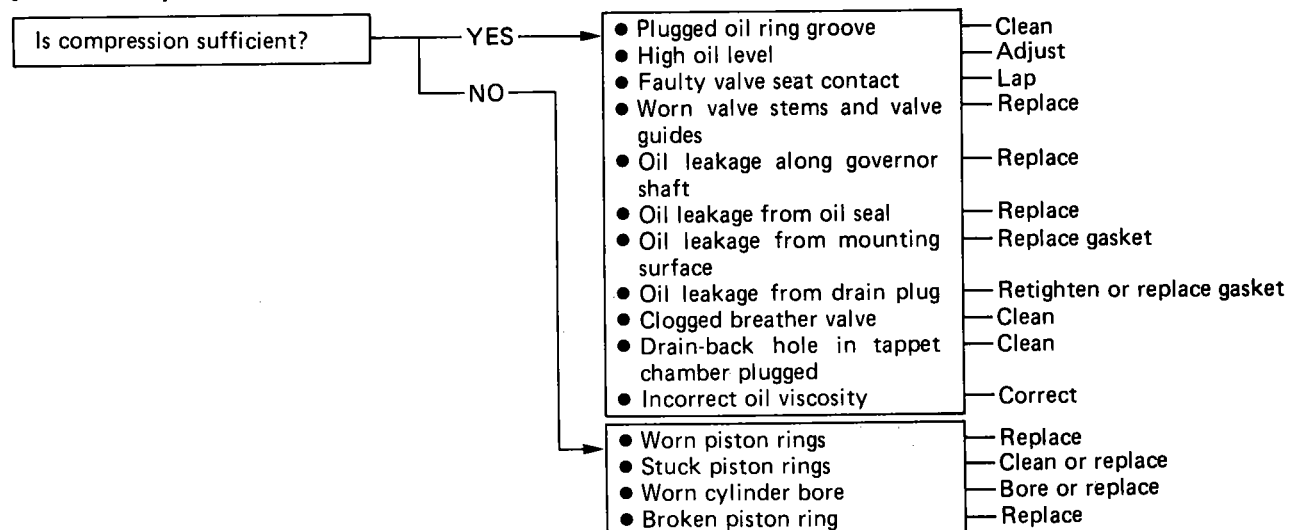 Is compression sufficient?
YES
NO
● Plugged oil ring groove — Clean
● High oil level — Adjust
● Faulty valve seat contact — Lap
● Worn valve stems and valve — Replace
guides
● Oil leakage along governor — Replace
shaft
● Oil leakage from oil seal — Replace
● Oil leakage from mounting — Replace gasket
surface
● Oil leakage from drain plug — Retighten or replace gasket
● Clogged breather valve — Clean
● Drain-back hole in tappet — Clean
chamber plugged
● Incorrect oil viscosity — Correct
● Worn piston rings — Replace
● Stuck piston rings — Clean or replace
● Worn cylinder bore — Bore or replace
● Broken piston ring — Replace